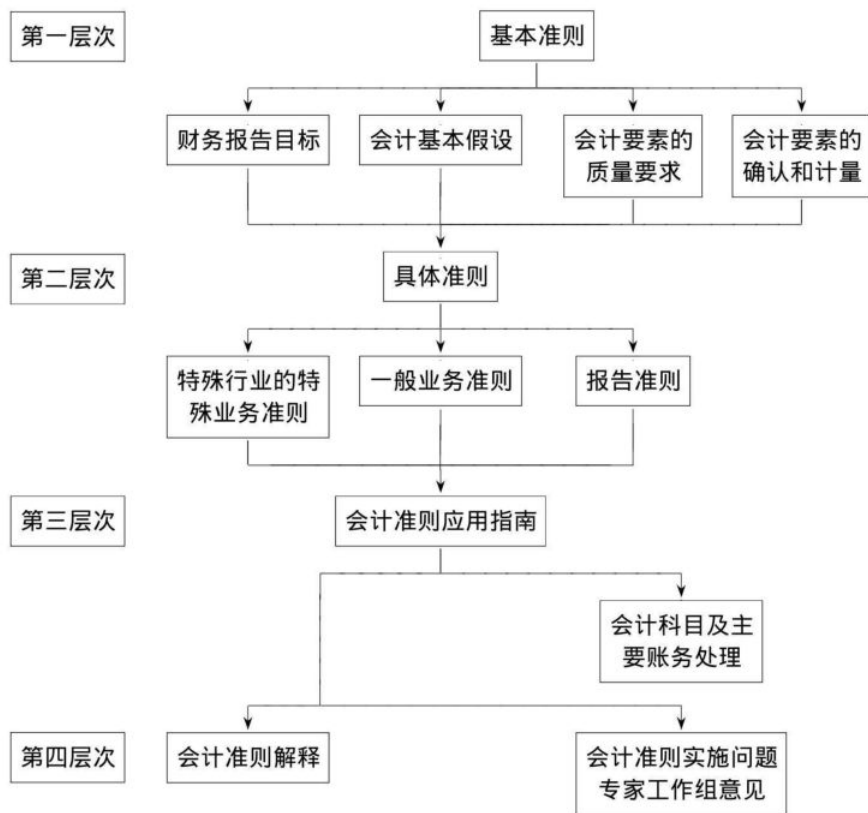 第一层次
基本准则
财务报告目标
会计基本假设
会计要素的
质量要求
会计要素的
确认和计量
第二层次
具体准则
特殊行业的特
殊业务准则
一般业务准则
报告准则
第三层次
会计准则应用指南
会计科目及主
要账务处理
第四层次
会计准则解释
会计准则实施问题
专家工作组意见